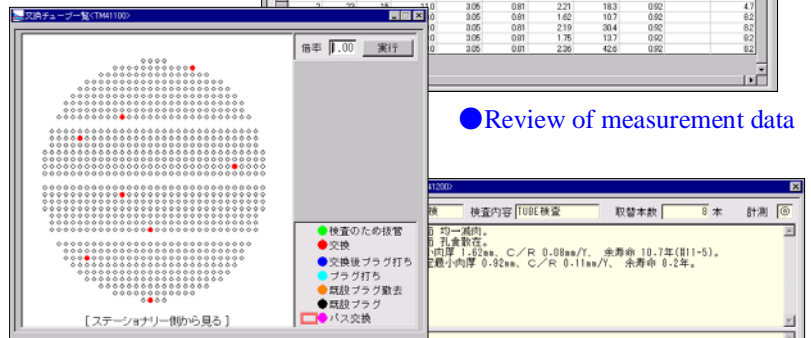 2 23 15 11.0 3.05 0.81 2.21 18.3 0.92 4.7
3.05 0.81 1.62 10.7 0.92 8.2
3.05 0.81 2.19 30.4 0.92 8.2
3.05 0.81 1.75 13.7 0.92 8.2
3.05 0.81 2.36 42.6 0.92 8.2
交換チューブ一覧<TM41100>
倍率 1.00 実行
●Review of measurement data
41200>
検査内容 TUBE検査 取替本数 8 本 計測 ◎
均一減肉。
孔食散在。
肉厚 1.62mm、C/R 0.08mm/Y、 余寿命 10.7年(H11-5)。
最小肉厚 0.92mm、C/R 0.11mm/Y、 余寿命 0.2年。
検査のため抜管
交換
交換後プラグ打ち
プラグ打ち
既設プラグ撤去
既設プラグ
パス交換
[ステーショナリー側から見る]